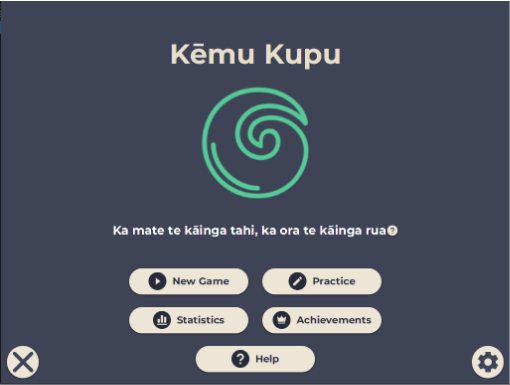 Kēmu Kupu
Ka mate te kāinga tahi, ka ora te kāinga rua?
New Game
Practice
Statistics
Achievements
? Help